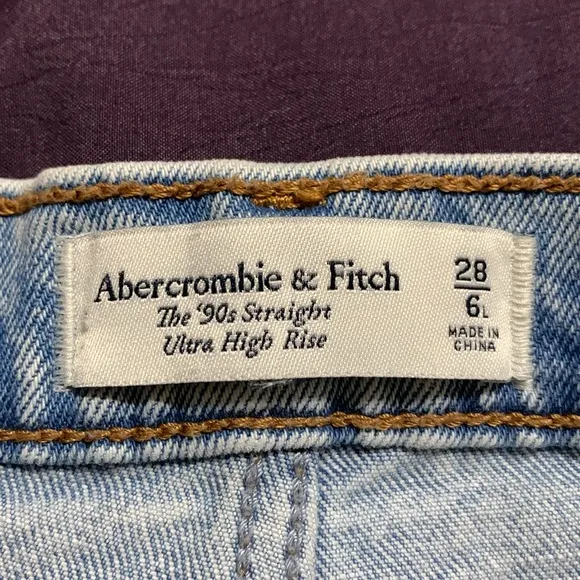 Abercrombie & Fitch
The '90s Straight
Ultra High Rise
28
6L
MADE IN
CHINA